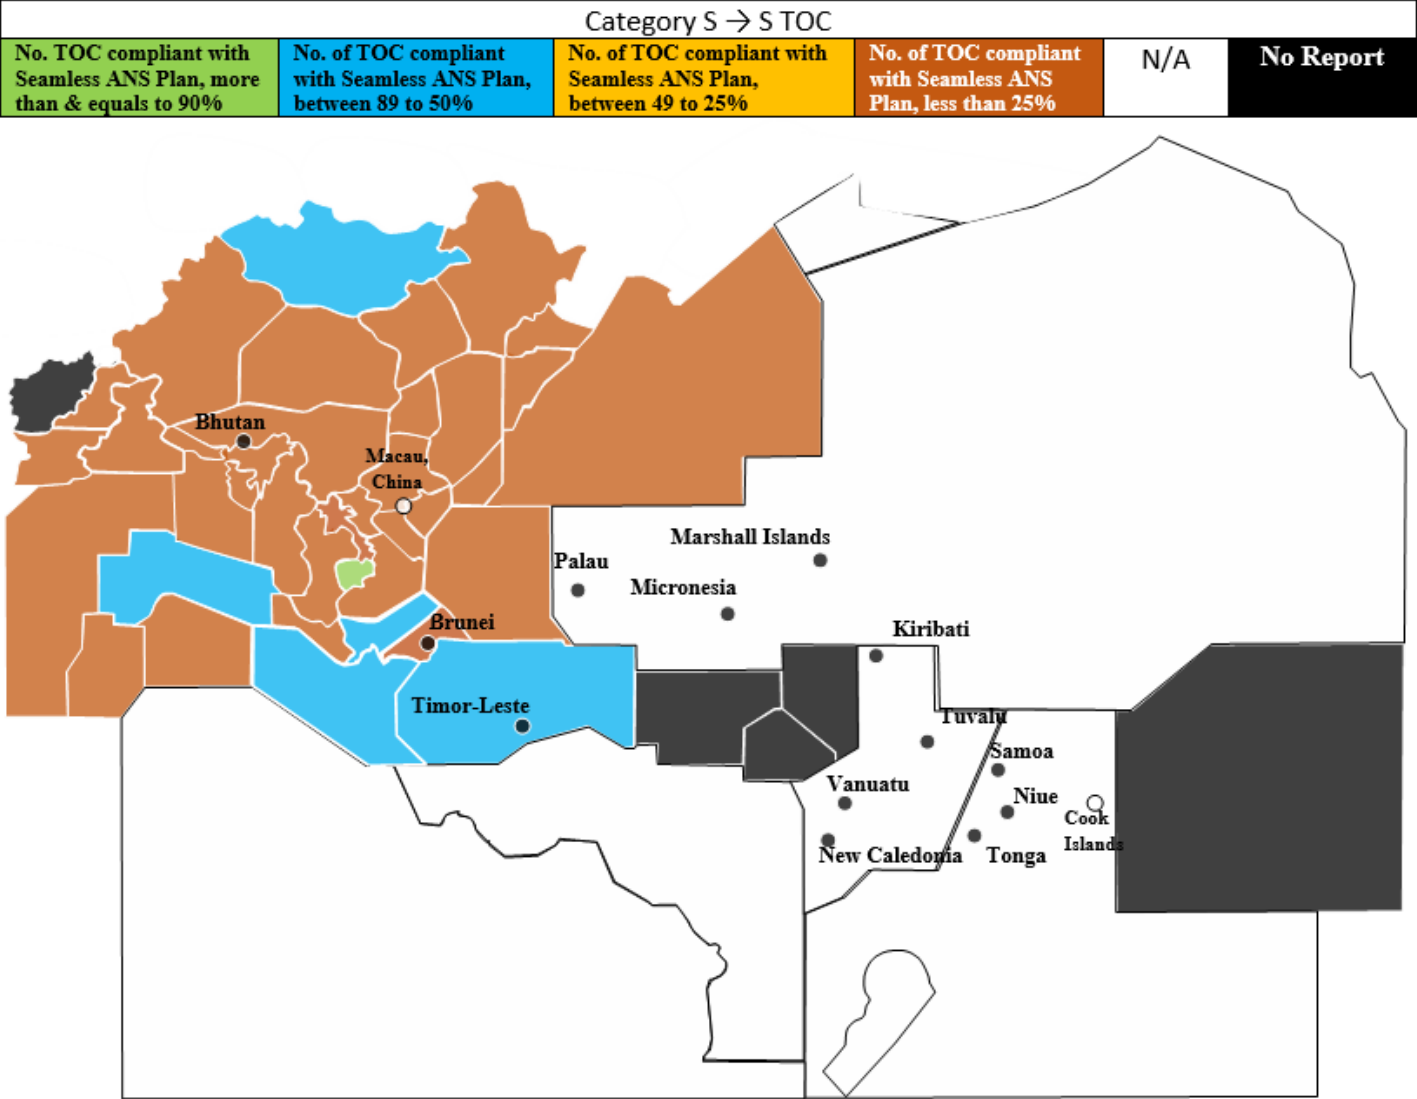 Category S → S TOC
No. TOC compliant with
Seamless ANS Plan, more
than & equals to 90%
No. of TOC compliant
with Seamless ANS Plan,
between 89 to 50%
No. of TOC compliant with
Seamless ANS Plan,
between 49 to 25%
No. of TOC compliant
with Seamless ANS
Plan, less than 25%
N/A
No Report
Bhutan
Macau,
China
Marshall Islands
Palau
Micronesia
Brunei
Kiribati
Timor-Leste
Tuvalu
Samoa
Vanuatu
Niue
Cook
Islands
New Caledonia
Tonga